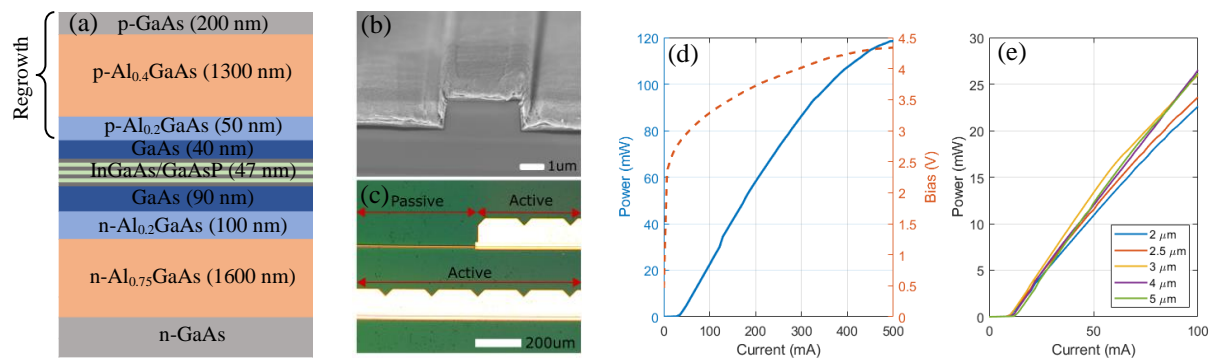 (a)
Regrowth
p-GaAs (200 nm)
p-Al0.4GaAs (1300 nm)
p-Al0.2GaAs (50 nm)
GaAs (40 nm)
InGaAs/GaAsP (47 nm)
GaAs (90 nm)
n-Al0.2GaAs (100 nm)
n-Al0.75GaAs (1600 nm)
n-GaAs
(b)
1um
(c)
Passive Active
Active
200um
(d)
120
100
80
60
40
20
0
Power (mW)
0 100 200 300 400 500
Current (mA)
4.5
4
3.5
3
2.5
2
1.5
1
0.5
0
Bias (V)
(e)
30
25
20
15
10
5
0
Power (mW)
0 50 100
Current (mA)
2 μm
2.5 μm
3 μm
4 μm
5 μm